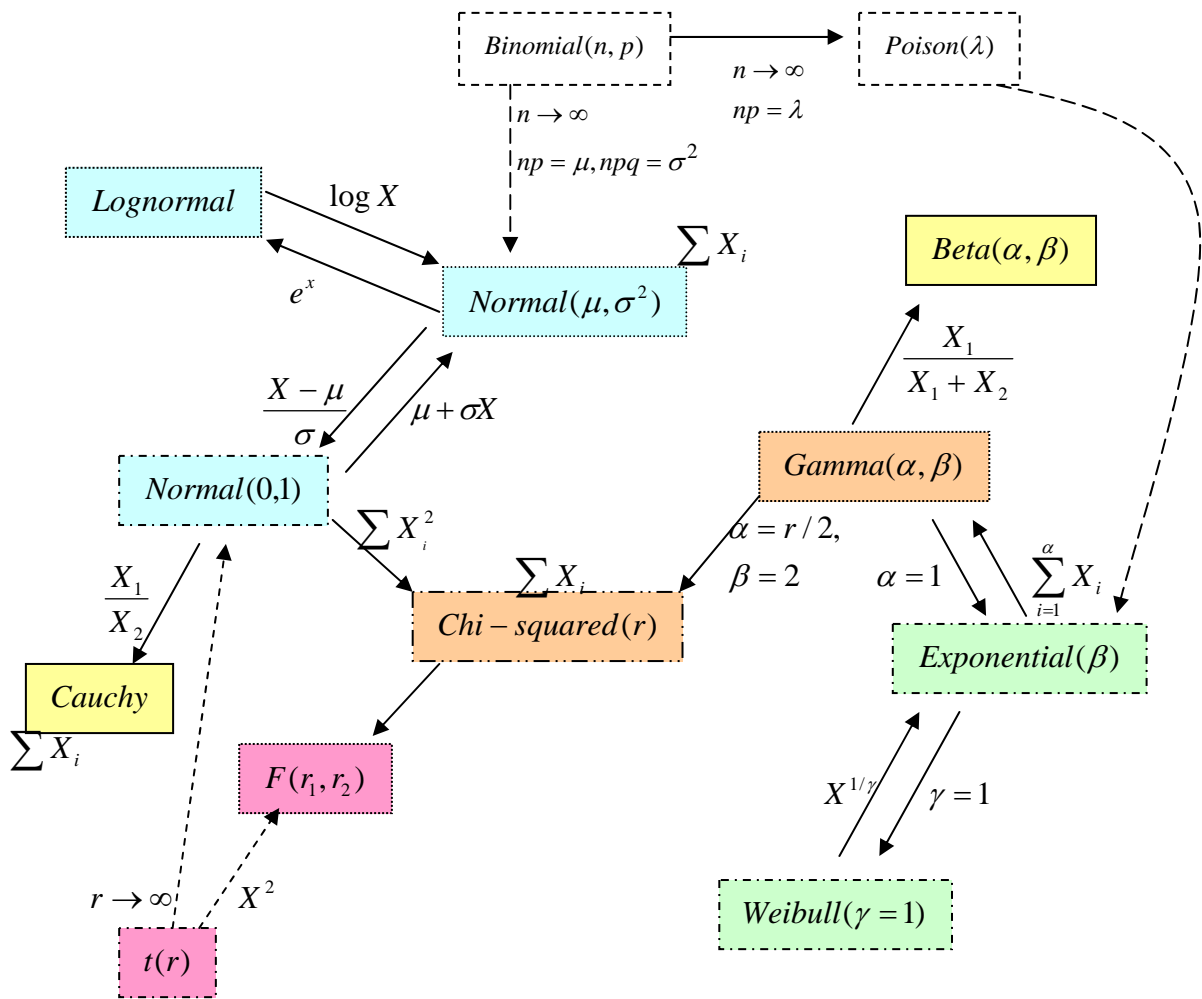 Binomial(n, p)
Poison(λ)
n → ∞
np = λ
n → ∞
np = μ, npq = σ²
Lognormal
log X
∑ X_i
Beta(α, β)
e^x
Normal(μ, σ²)
X₁ / (X₁ + X₂)
(X − μ) / σ
μ + σX
Normal(0,1)
Gamma(α, β)
∑ X_i²
α = r / 2,
β = 2
α = 1
∑_{i=1}^{α} X_i
X₁ / X₂
∑ X_i
Chi − squared(r)
Exponential(β)
Cauchy
∑ X_i
F(r₁, r₂)
X^{1/γ}
γ = 1
r → ∞
X²
Weibull(γ = 1)
t(r)